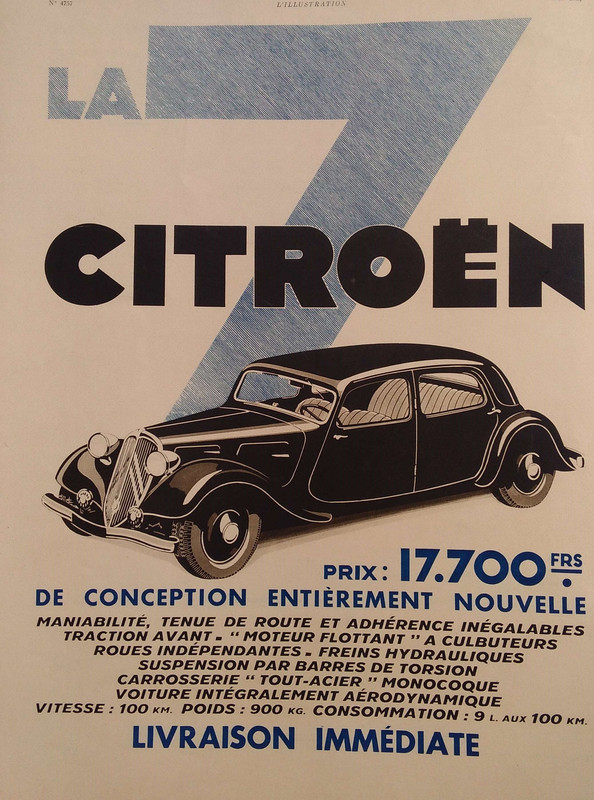 N° 4755
L'ILLUSTRATION
LA 7
CITROËN
PRIX : 17.700 FRS
DE CONCEPTION ENTIÈREMENT NOUVELLE
MANIABILITÉ, TENUE DE ROUTE ET ADHÉRENCE INÉGALABLES
TRACTION AVANT - “ MOTEUR FLOTTANT ” A CULBUTEURS
ROUES INDÉPENDANTES - FREINS HYDRAULIQUES
SUSPENSION PAR BARRES DE TORSION
CARROSSERIE “ TOUT-ACIER ” MONOCOQUE
VOITURE INTÉGRALEMENT AÉRODYNAMIQUE
VITESSE : 100 KM. POIDS : 900 KG. CONSOMMATION : 9 L. AUX 100 KM.
LIVRAISON IMMÉDIATE